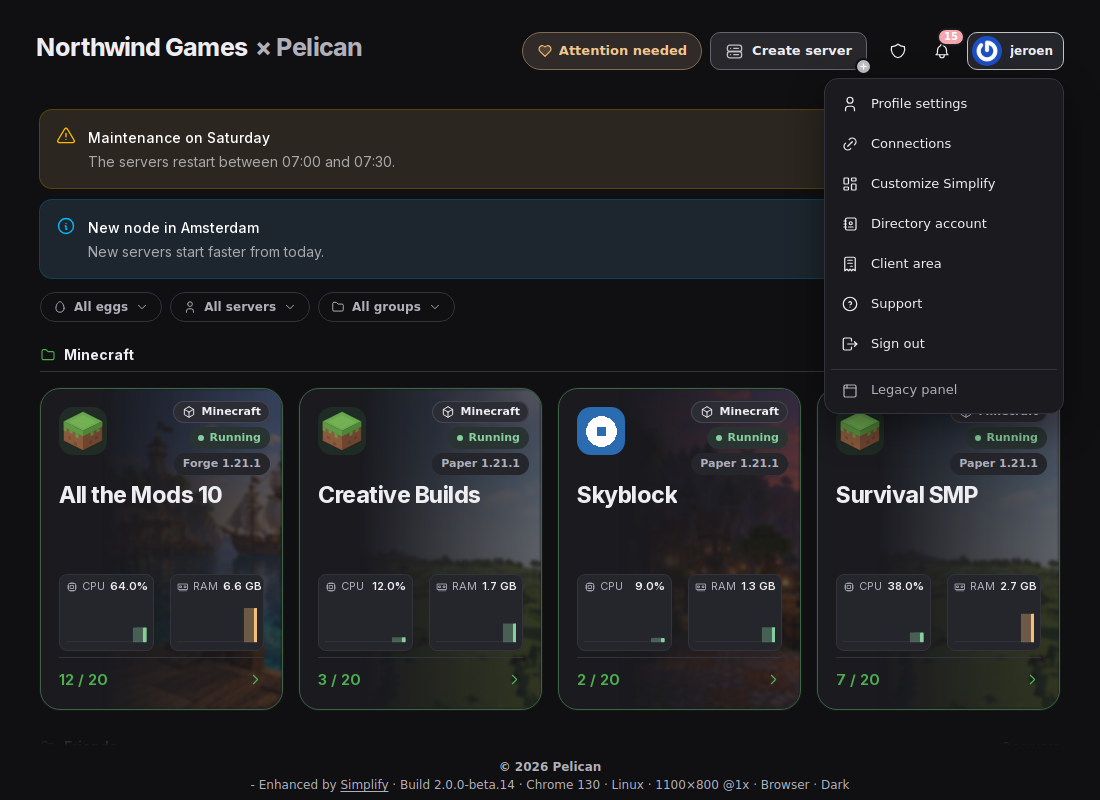 Northwind Games × Pelican
Attention needed
Create server
15
jeroen
Profile settings
Connections
Customize Simplify
Directory account
Client area
Support
Sign out
Legacy panel
Maintenance on Saturday
The servers restart between 07:00 and 07:30.
New node in Amsterdam
New servers start faster from today.
All eggs
All servers
All groups
Minecraft
Minecraft
Running
Forge 1.21.1
All the Mods 10
CPU 64.0%
RAM 6.6 GB
12 / 20
Minecraft
Running
Paper 1.21.1
Creative Builds
CPU 12.0%
RAM 1.7 GB
3 / 20
Minecraft
Running
Paper 1.21.1
Skyblock
CPU 9.0%
RAM 1.3 GB
2 / 20
Minecraft
Running
Paper 1.21.1
Survival SMP
CPU 38.0%
RAM 2.7 GB
7 / 20
Friends
© 2026 Pelican
- Enhanced by Simplify · Build 2.0.0-beta.14 · Chrome 130 · Linux · 1100×800 @1x · Browser · Dark